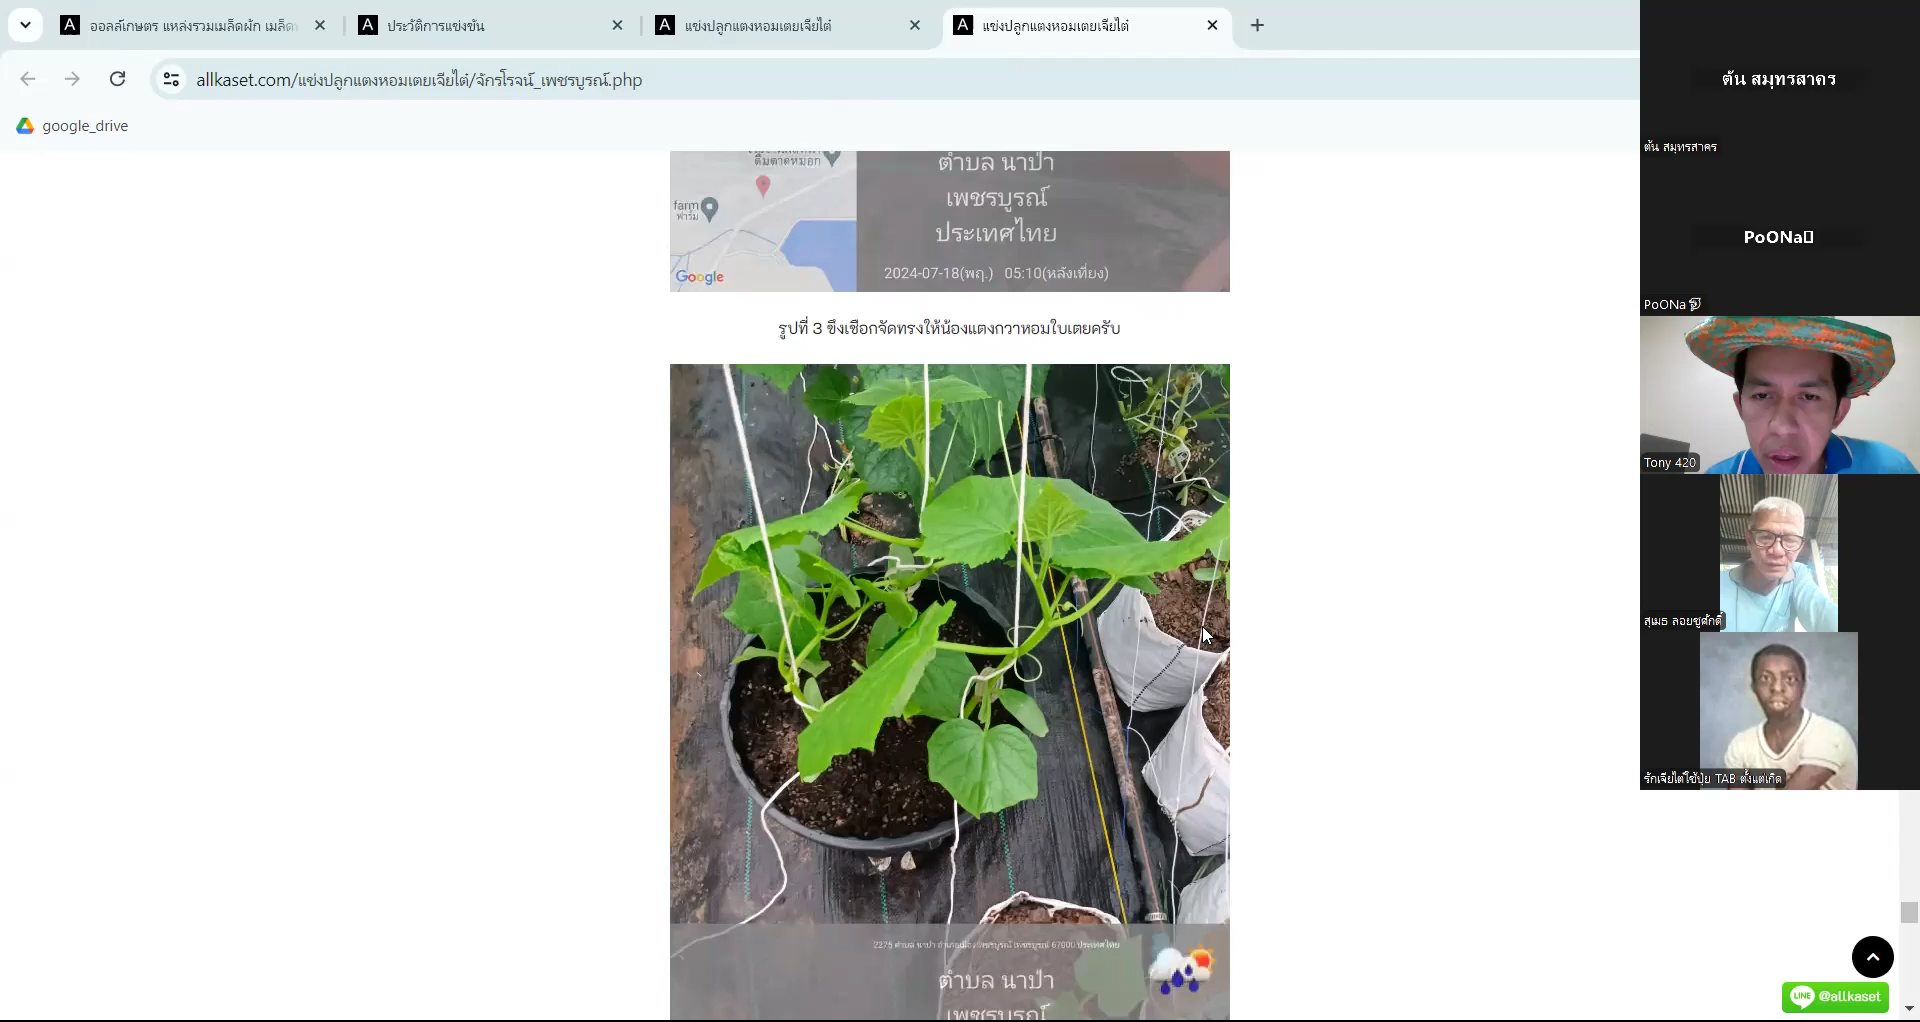 ออลล์เกษตร แหล่งรวมเมล็ดผัก เมล็ด
ประวัติการแข่งขัน
แข่งปลูกแตงหอมเตยเจียไต๋
แข่งปลูกแตงหอมเตยเจียไต๋
allkaset.com/แข่งปลูกแตงหอมเตยเจียไต๋/จักรโรจน์_เพชรบูรณ์.php
google_drive
farm
ฟาร์ม
Google
ตำบล นาป่า
เพชรบูรณ์
ประเทศไทย
2024-07-18(พฤ.) 05:10(หลังเที่ยง)
รูปที่ 3 ขึงเชือกจัดทรงให้น้องแตงกวาหอมใบเตยครับ
ตำบล นาป่า
เพชรบูรณ์
ต้น สมุทรสาคร
ต้น สมุทรสาคร
PoONa
PoONa
Tony 420
สุเมธ ลอยชูศักดิ์
รักเจียไต๋ใช้ปุ๋ย TAB ตั้งแต่เกิด
LINE @allkaset